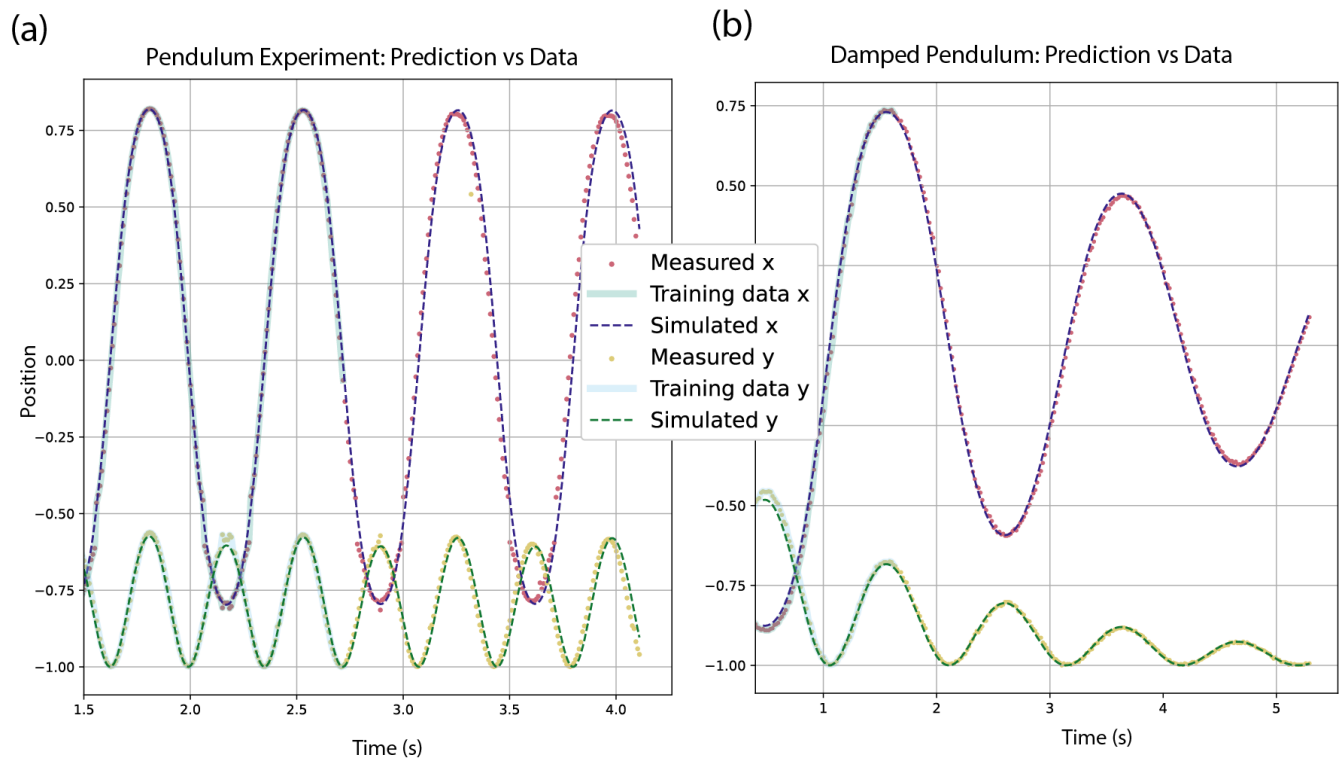 (a)
Pendulum Experiment: Prediction vs Data
0.75
0.50
0.25
0.00
−0.25
−0.50
−0.75
−1.00
Position
1.5
2.0
2.5
3.0
3.5
4.0
Time (s)
Measured x
Training data x
Simulated x
Measured y
Training data y
Simulated y
(b)
Damped Pendulum: Prediction vs Data
0.75
0.50
−0.50
−0.75
−1.00
1
2
3
4
5
Time (s)